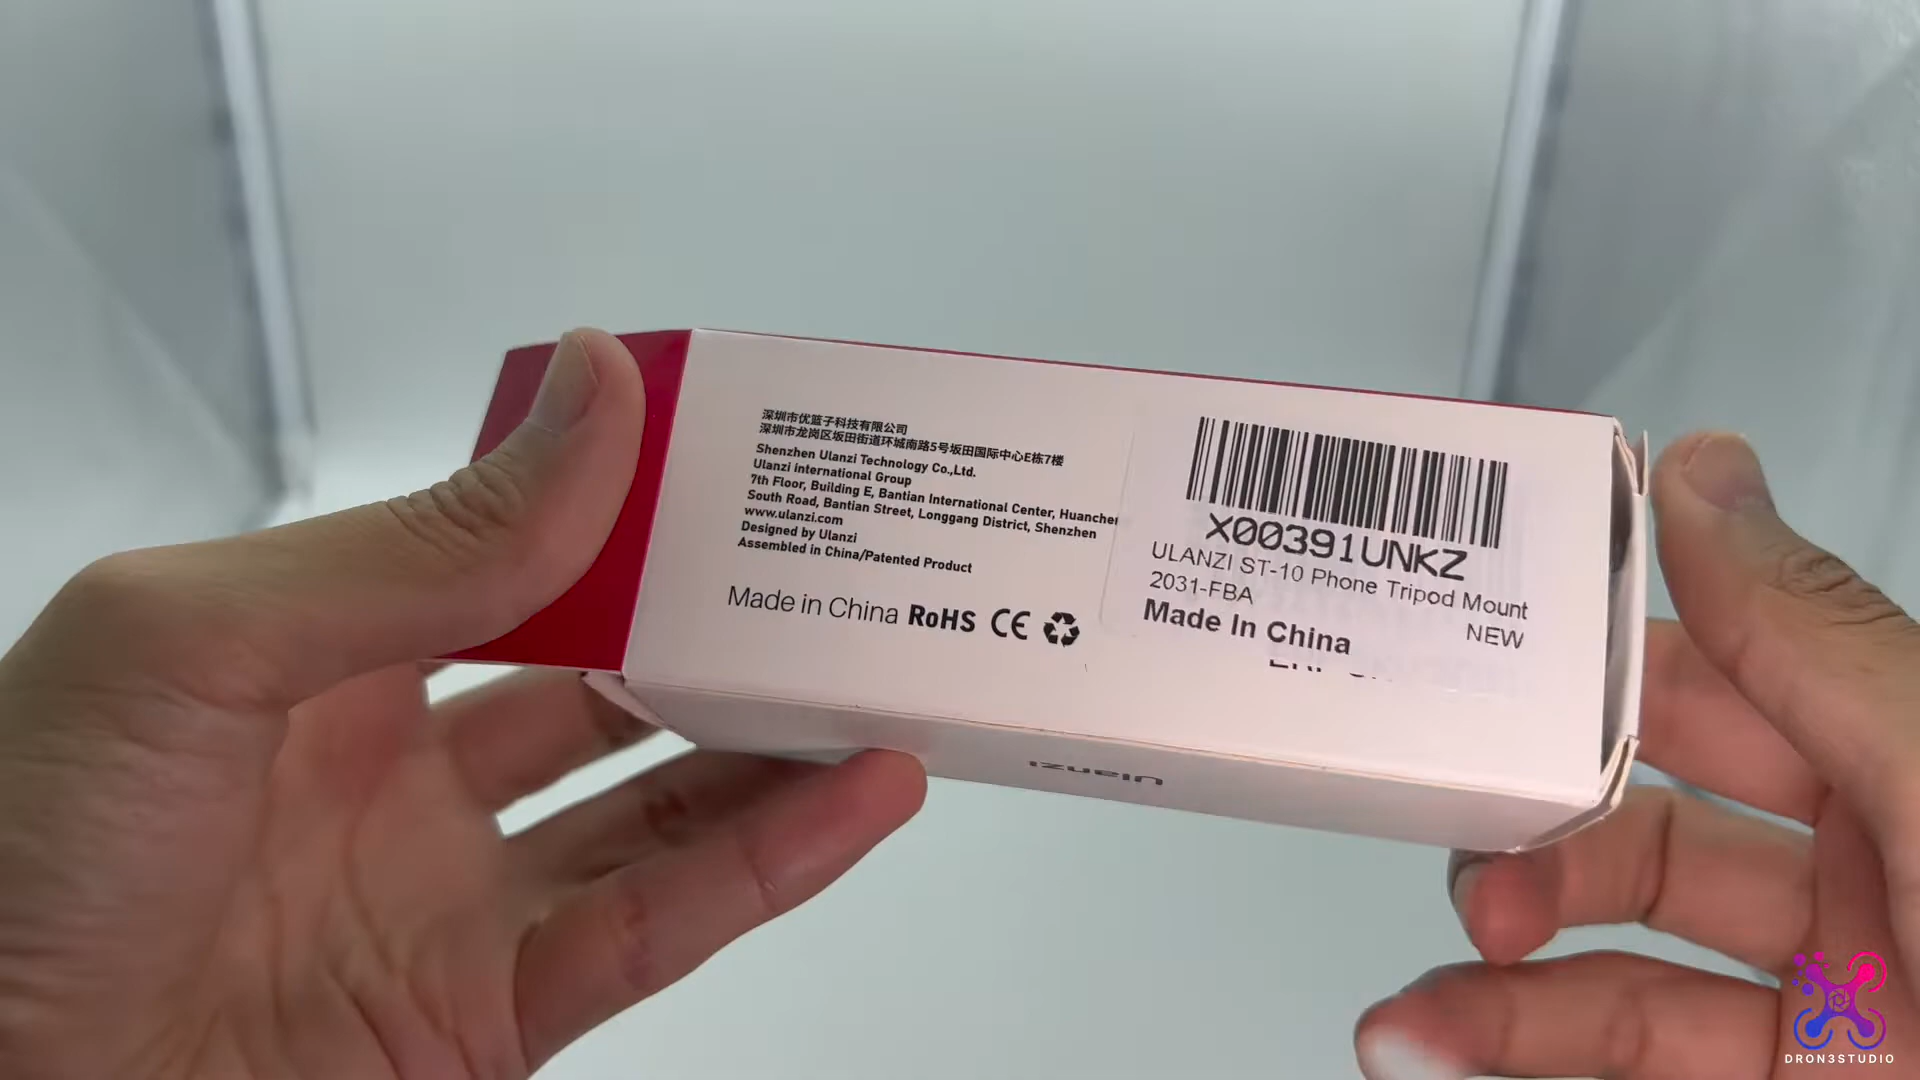 深圳市优篮子科技有限公司
深圳市龙岗区坂田街道环城南路5号坂田国际中心E栋7楼
Shenzhen Ulanzi Technology Co.,Ltd.
Ulanzi international Group
7th Floor, Building E, Bantian International Center,
South Road, Bantian Street, Longgang District, Shenzhen
www.ulanzi.com
Designed by Ulanzi
Assembled in China/Patented Product
Made in China RoHS CE
X00391UNKZ
ULANZI ST-10 Phone Tripod Mount
2031-FBA
NEW
Made In China
Ulanzi
DRON3STUDIO